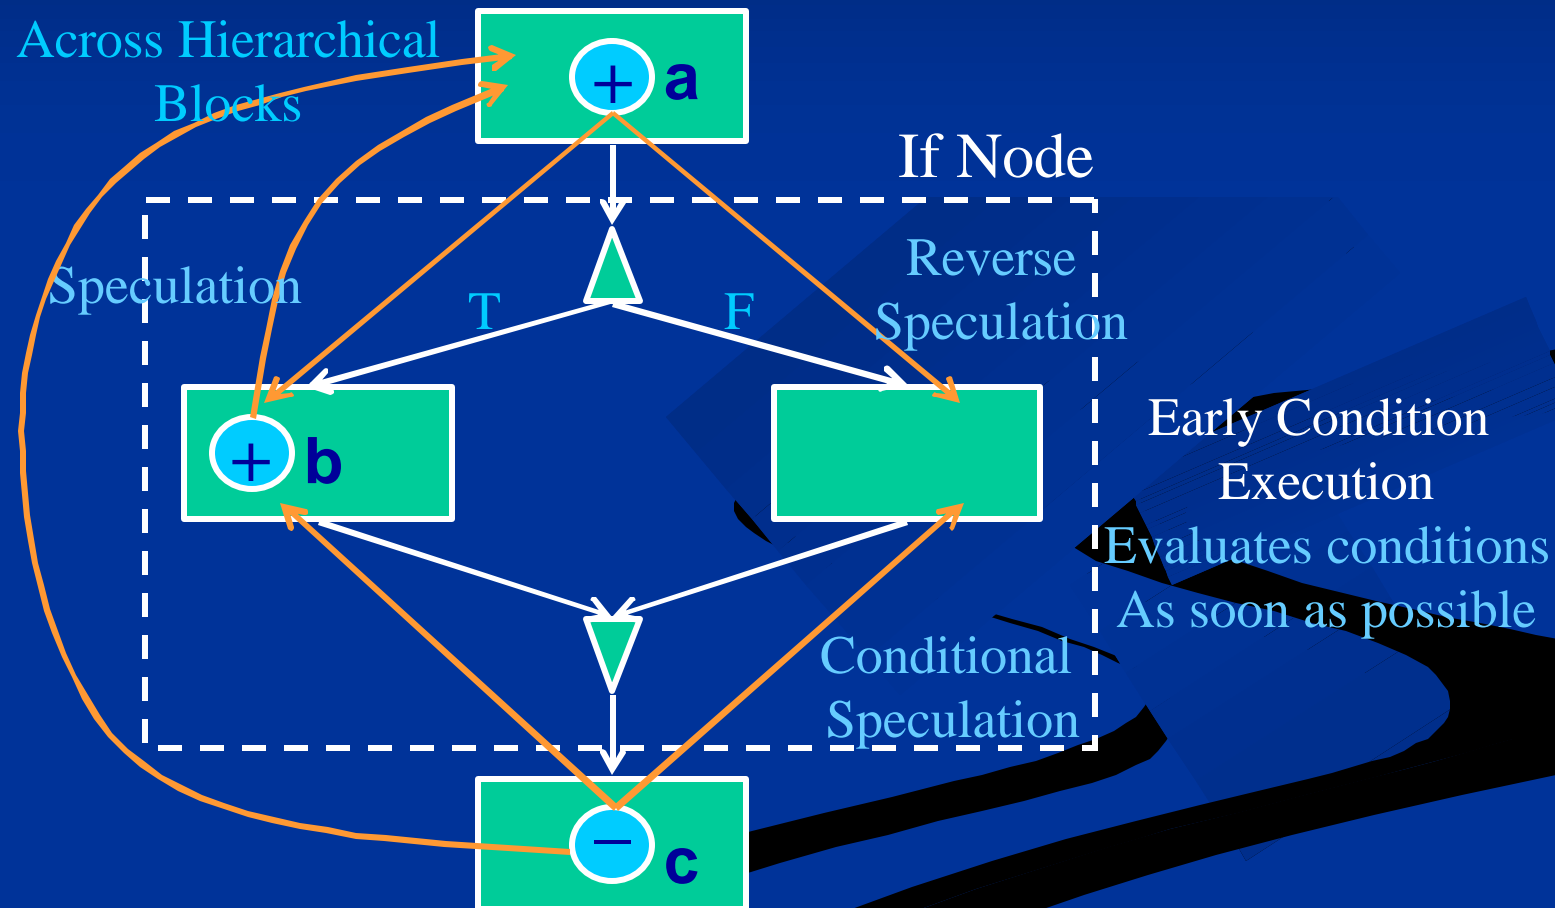 Across Hierarchical
Blocks
+ a
If Node
Speculation
T
F
Reverse
Speculation
+ b
Early Condition
Execution
Evaluates conditions
As soon as possible
Conditional
Speculation
− c